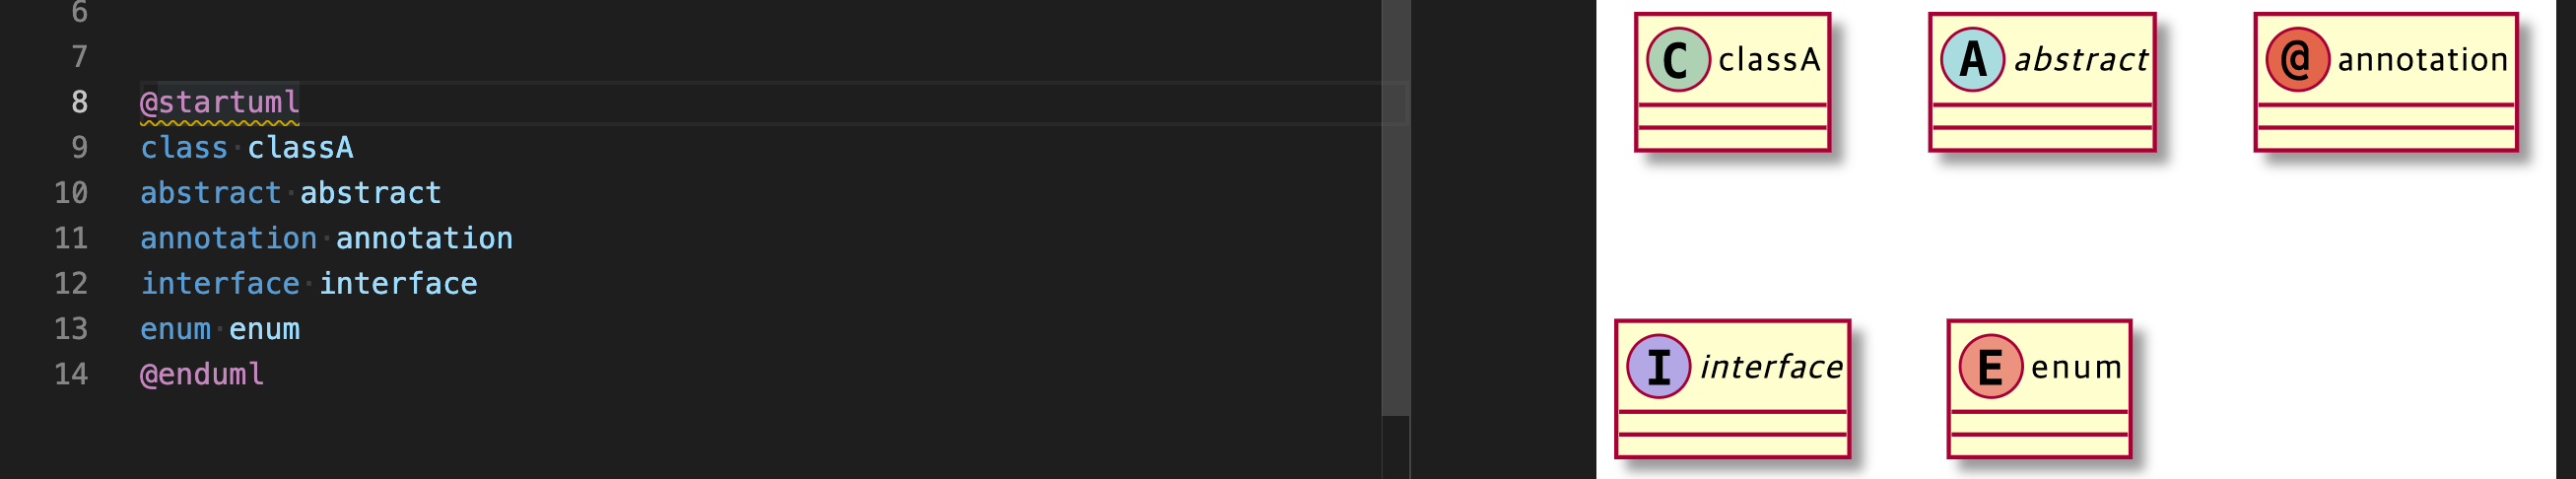 6
7
8 @startuml
9 class classA
10 abstract abstract
11 annotation annotation
12 interface interface
13 enum enum
14 @enduml
C classA
A abstract
@ annotation
I interface
E enum